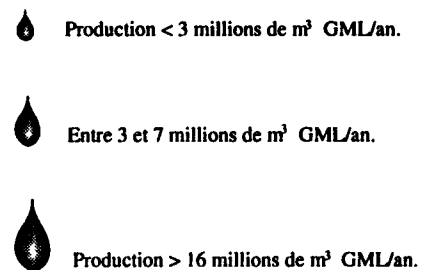 Production < 3 millions de m³ GML/an.
Entre 3 et 7 millions de m³ GML/an.
Production > 16 millions de m³ GML/an.